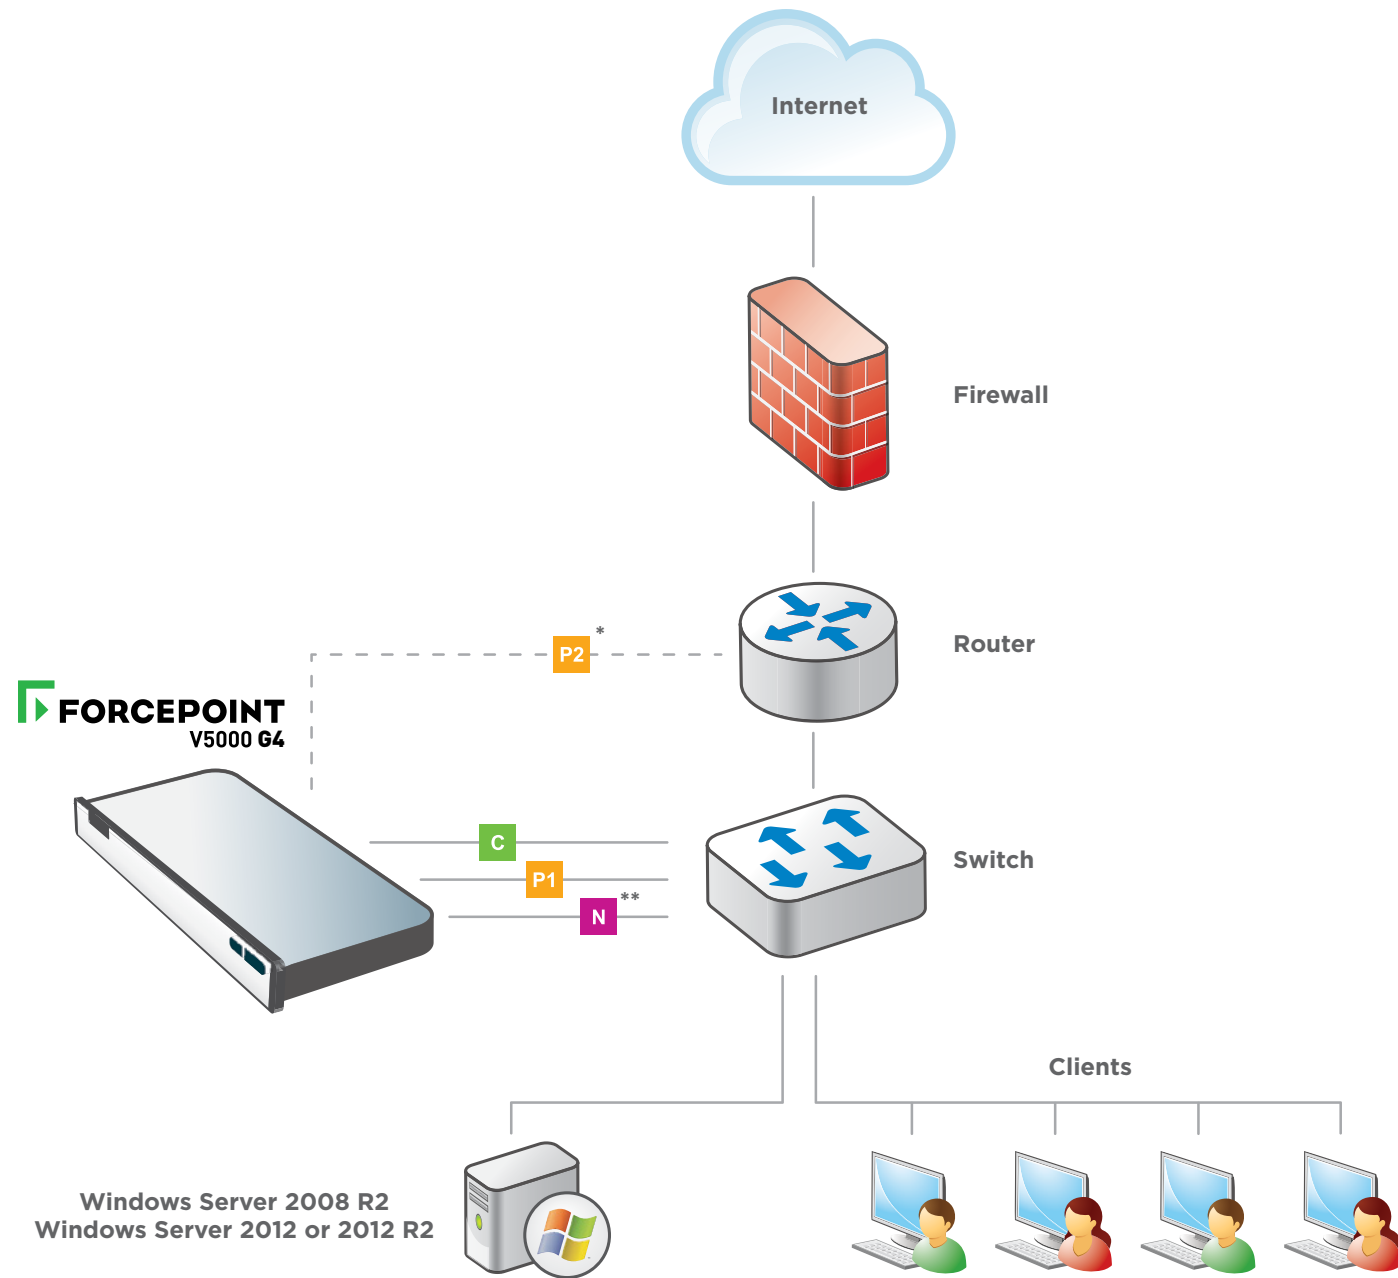 Internet
Firewall
P2 *
Router
FORCEPOINT
V5000 G4
C
Switch
P1
N **
Clients
Windows Server 2008 R2
Windows Server 2012 or 2012 R2